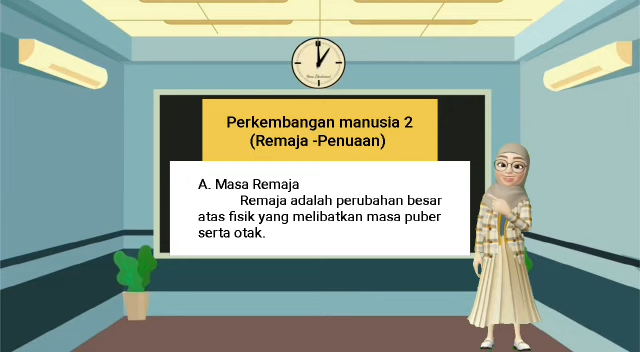 Perkembangan manusia 2
(Remaja -Penuaan)
A. Masa Remaja
Remaja adalah perubahan besar
atas fisik yang melibatkan masa puber
serta otak.